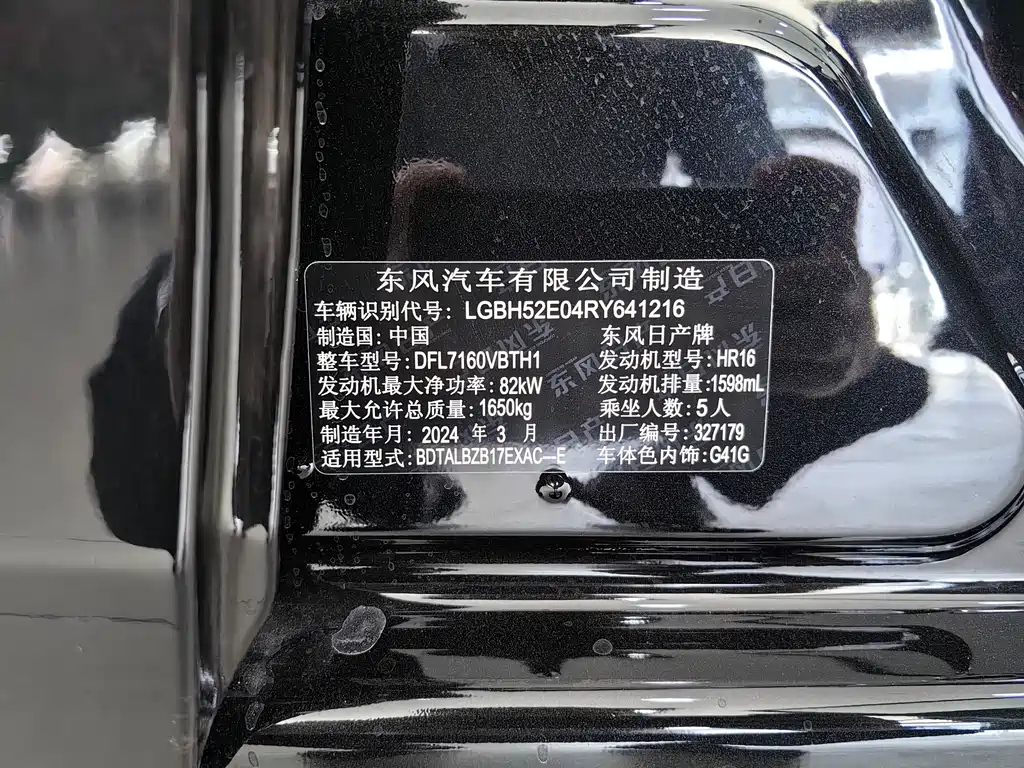 东风汽车有限公司制造
车辆识别代号: LGBH52E04RY641216
制造国: 中国 东风日产牌
整车型号: DFL7160VBTH1 发动机型号: HR16
发动机最大净功率: 82kW 发动机排量: 1598mL
最大允许总质量: 1650kg 乘坐人数: 5人
制造年月: 2024 年 3 月 出厂编号: 327179
适用型式: BDTALBZB17EXAC—E 车体色内饰: G41G